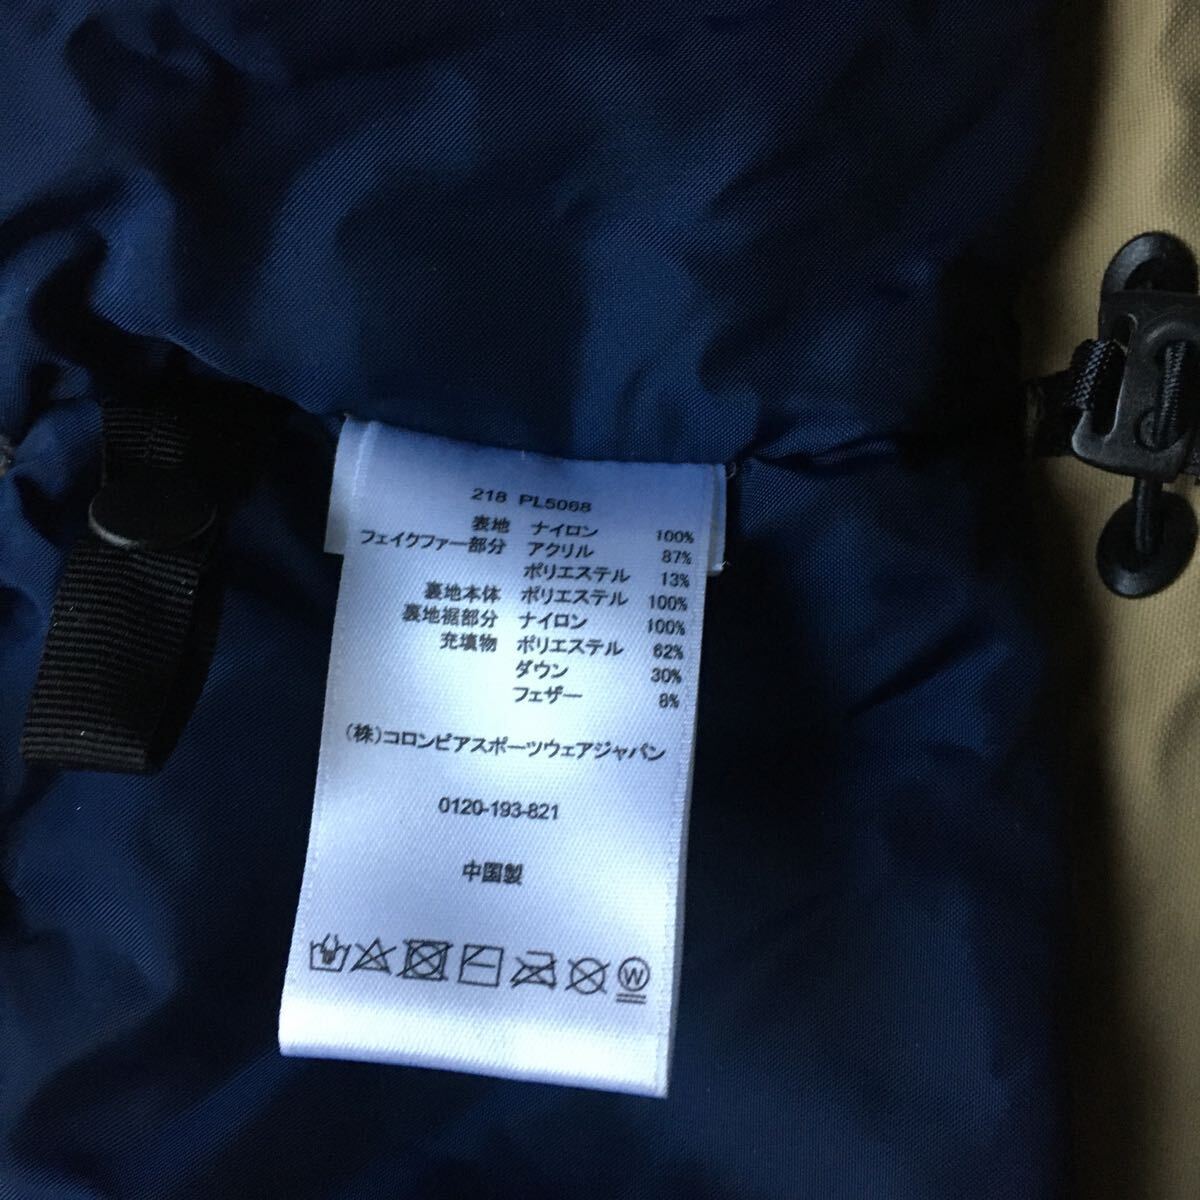 218 PL5068
表地 ナイロン 100%
フェイクファー部分 アクリル 87%
ポリエステル 13%
裏地本体 ポリエステル 100%
裏地裾部分 ナイロン 100%
充填物 ポリエステル 62%
ダウン 30%
フェザー 8%
(株)コロンビアスポーツウェアジャパン
0120-193-821
中国製
W